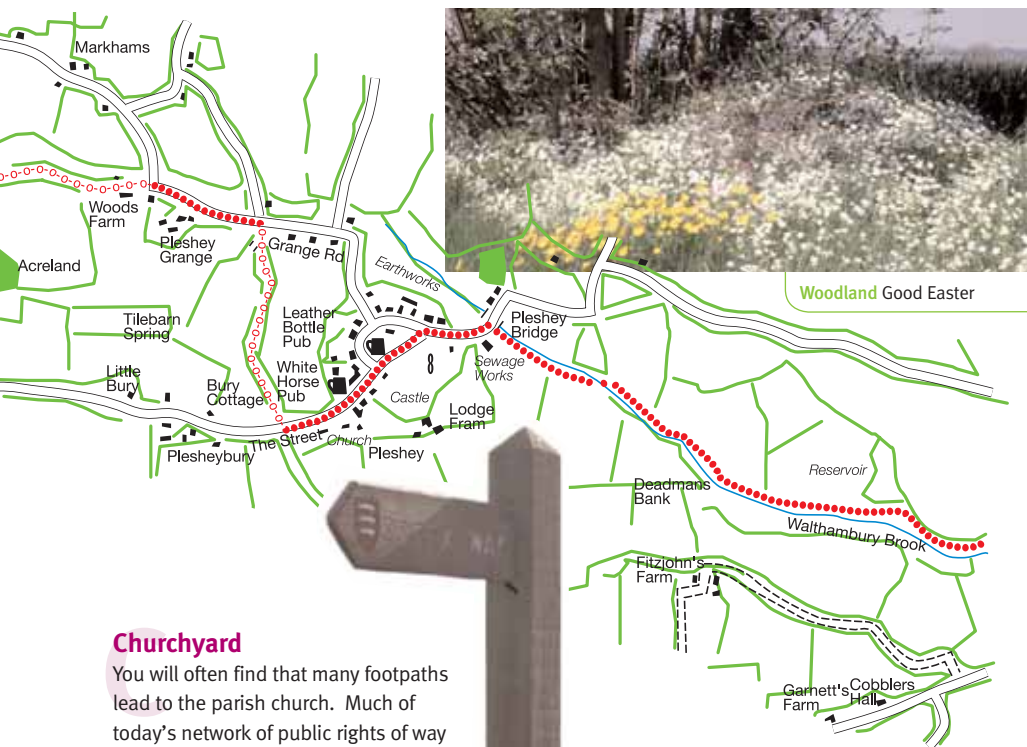 Markhams
Woods
Farm
Pleshey
Grange
Grange Rd
Acreland
Earthworks
Woodland Good Easter
Tilebarn
Spring
Leather
Bottle
Pub
Pleshey
Bridge
Little
Bury
Bury
Cottage
White
Horse
Pub
Sewage
Works
Castle
Lodge
Fram
Plesheybury
The Street
Church
Pleshey
Reservoir
Deadmans
Bank
Walthambury Brook
Fitzjohn's
Farm
Garnett's
Farm
Cobblers
Hall
Churchyard
You will often find that many footpaths
lead to the parish church. Much of
today's network of public rights of way